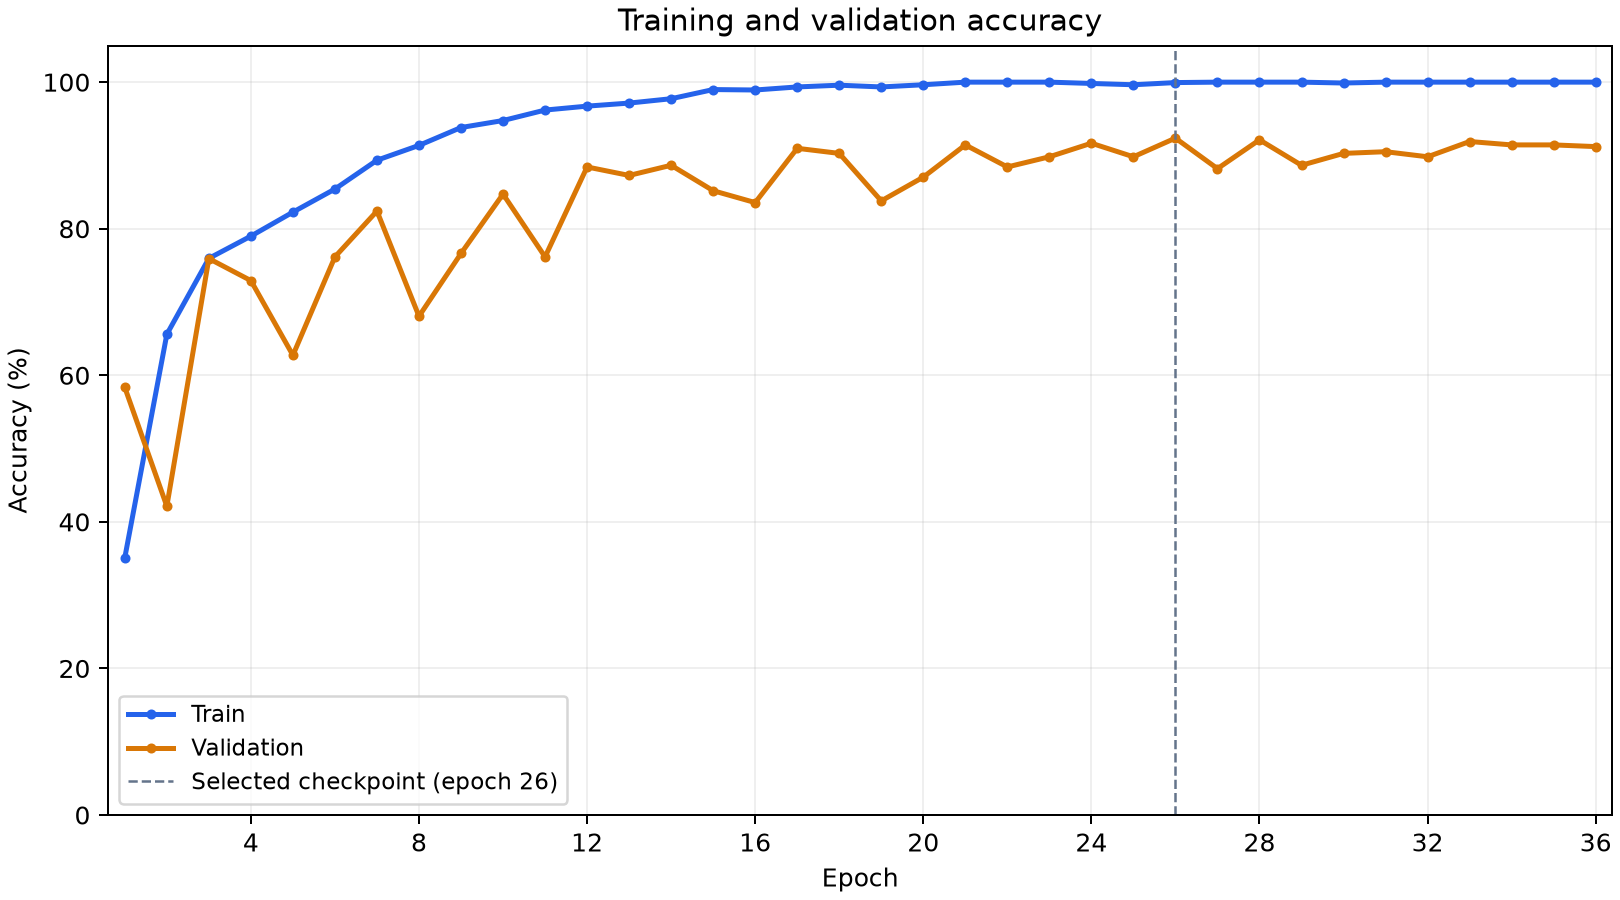 Training and validation accuracy
100
80
60
40
20
0
Accuracy (%)
Train
Validation
Selected checkpoint (epoch 26)
4 8 12 16 20 24 28 32 36
Epoch